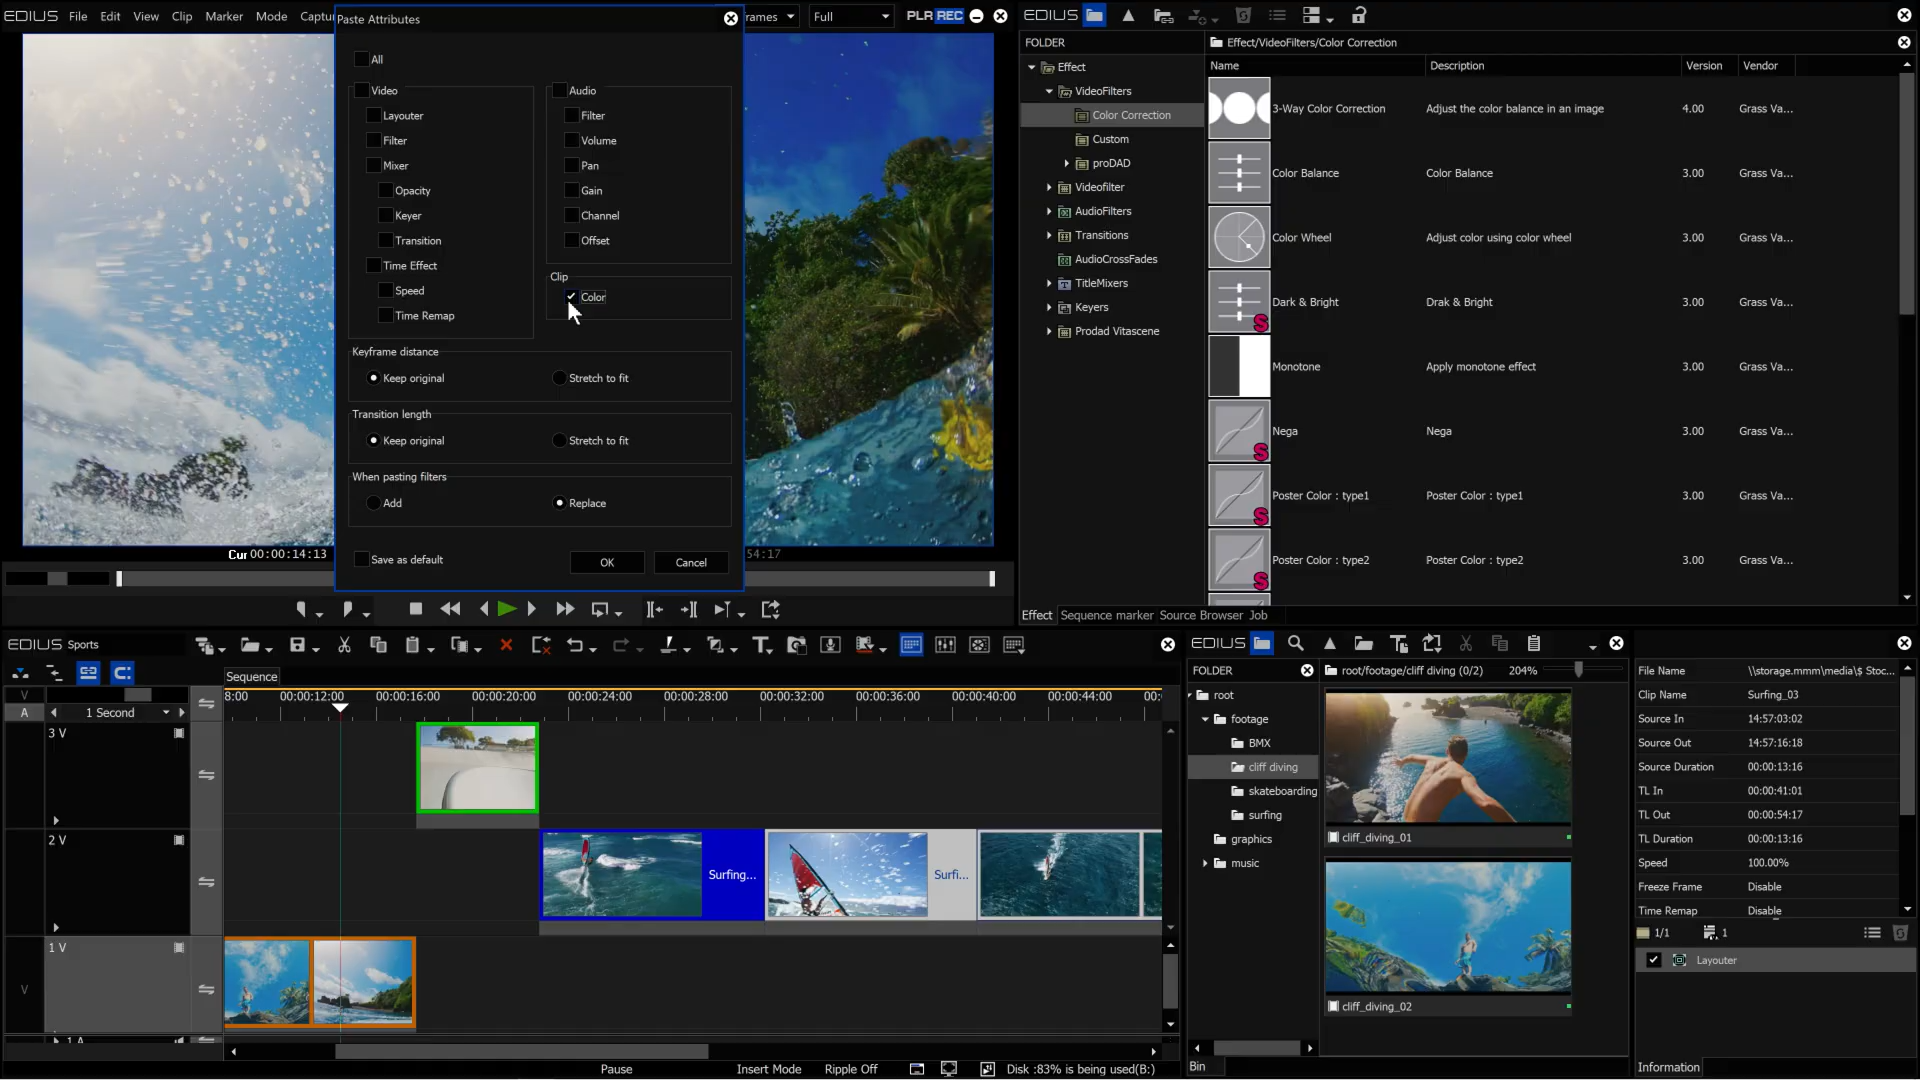 EDIUS File Edit View Clip Marker Mode
Full
PLR REC
Paste Attributes
All
Video
Layouter
Filter
Mixer
Opacity
Keyer
Transition
Time Effect
Speed
Time Remap
Audio
Filter
Volume
Pan
Gain
Channel
Offset
Clip
Color
Keyframe distance
Keep original Stretch to fit
Transition length
Keep original Stretch to fit
When pasting filters
Add Replace
Save as default OK Cancel
Cur 00:00:14:13
54:17
EDIUS
FOLDER
Effect
VideoFilters
Color Correction
Custom
proDAD
Videofilter
AudioFilters
Transitions
AudioCrossFades
TitleMixers
Keyers
Prodad Vitascene
Effect/VideoFilters/Color Correction
Name Description Version Vendor
3-Way Color Correction Adjust the color balance in an image 4.00 Grass Va...
Color Balance Color Balance 3.00 Grass Va...
Color Wheel Adjust color using color wheel 3.00 Grass Va...
Dark & Bright Drak & Bright 3.00 Grass Va...
S
Monotone Apply monotone effect 3.00 Grass Va...
Nega Nega 3.00 Grass Va...
S
Poster Color : type1 Poster Color : type1 3.00 Grass Va...
S
Poster Color : type2 Poster Color : type2 3.00 Grass Va...
S
Effect Sequence marker Source Browser Job
EDIUS Sports
Sequence
V
A 1 Second
8:00 00:00:12:00 00:00:16:00 00:00:20:00 00:00:24:00 00:00:28:00 00:00:32:00 00:00:36:00 00:00:40:00 00:00:44:00 00:
3 V
2 V
Surfing... Surfi...
1 V
V
1 A
Pause Insert Mode Ripple Off Disk :83% is being used(B:)
EDIUS
FOLDER
root
footage
BMX
cliff diving
skateboarding
surfing
graphics
music
root/footage/cliff diving (0/2) 204%
cliff_diving_01
cliff_diving_02
Bin
File Name \\storage.mmm\media\$ Stoc...
Clip Name Surfing_03
Source In 14:57:03:02
Source Out 14:57:16:18
Source Duration 00:00:13:16
TL In 00:00:41:01
TL Out 00:00:54:17
TL Duration 00:00:13:16
Speed 100.00%
Freeze Frame Disable
Time Remap Disable
1/1 1
Layouter
Information